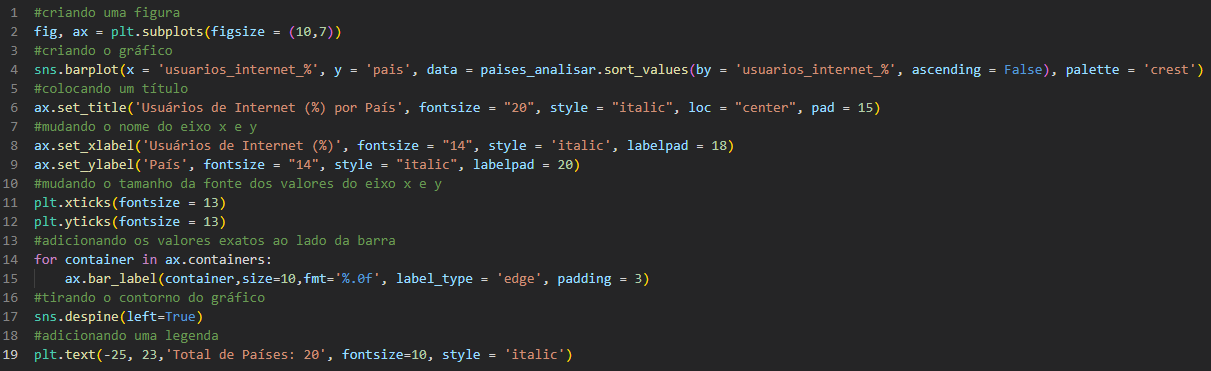 1 #criando uma figura
2 fig, ax = plt.subplots(figsize = (10,7))
3 #criando o gráfico
4 sns.barplot(x = 'usuarios_internet_%', y = 'pais', data = paises_analisar.sort_values(by = 'usuarios_internet_%', ascending = False), palette = 'crest')
5 #colocando um título
6 ax.set_title('Usuários de Internet (%) por País', fontsize = "20", style = "italic", loc = "center", pad = 15)
7 #mudando o nome do eixo x e y
8 ax.set_xlabel('Usuários de Internet (%)', fontsize = "14", style = 'italic', labelpad = 18)
9 ax.set_ylabel('País', fontsize = "14", style = "italic", labelpad = 20)
10 #mudando o tamanho da fonte dos valores do eixo x e y
11 plt.xticks(fontsize = 13)
12 plt.yticks(fontsize = 13)
13 #adicionando os valores exatos ao lado da barra
14 for container in ax.containers:
15     ax.bar_label(container,size=10,fmt='%.0f', label_type = 'edge', padding = 3)
16 #tirando o contorno do gráfico
17 sns.despine(left=True)
18 #adicionando uma legenda
19 plt.text(-25, 23,'Total de Países: 20', fontsize=10, style = 'italic')